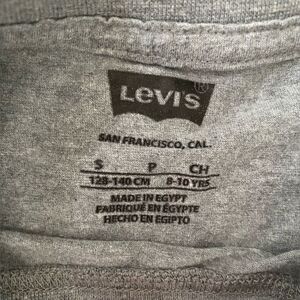 Levi's®
SAN FRANCISCO, CAL.
S P CH
128-140 CM 8-10 YRS
MADE IN EGYPT
FABRIQUÉ EN ÉGYPTE
HECHO EN EGIPTO